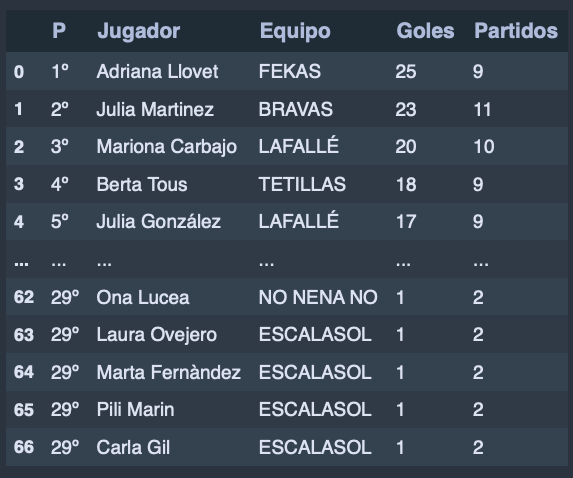 P Jugador Equipo Goles Partidos
0 1º Adriana Llovet FEKAS 25 9
1 2º Julia Martinez BRAVAS 23 11
2 3º Mariona Carbajo LAFALLÉ 20 10
3 4º Berta Tous TETILLAS 18 9
4 5º Julia González LAFALLÉ 17 9
... ... ... ... ... ...
62 29º Ona Lucea NO NENA NO 1 2
63 29º Laura Ovejero ESCALASOL 1 2
64 29º Marta Fernàndez ESCALASOL 1 2
65 29º Pili Marin ESCALASOL 1 2
66 29º Carla Gil ESCALASOL 1 2